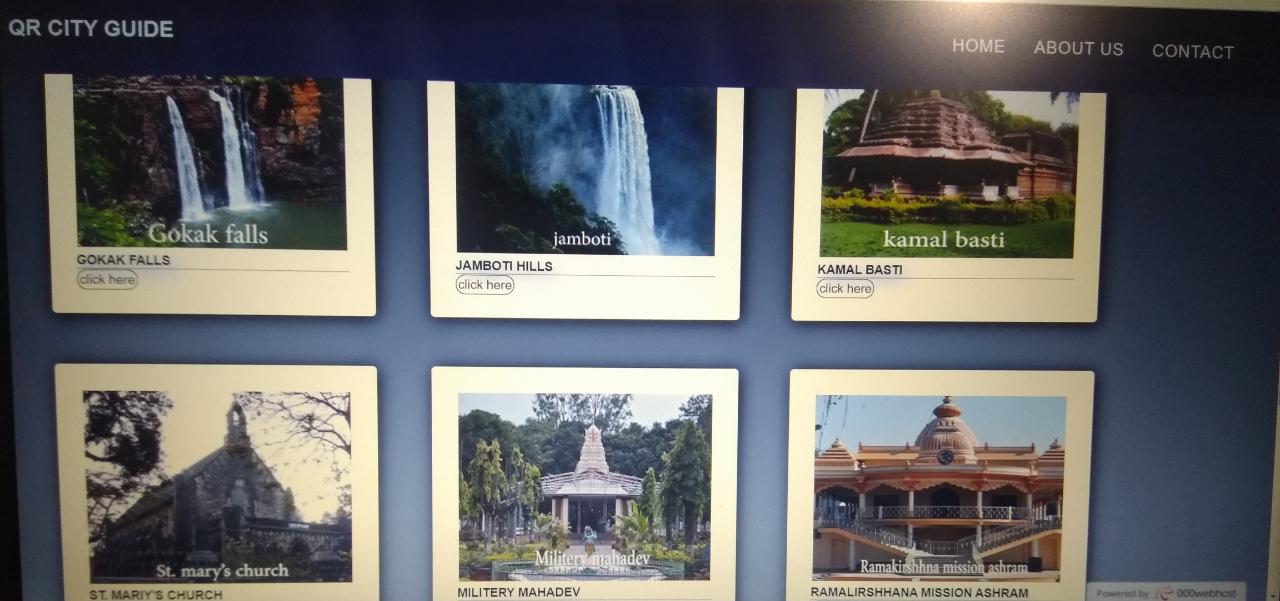 QR CITY GUIDE
HOME ABOUT US CONTACT
Gokak falls
GOKAK FALLS
click here
jamboti
JAMBOTI HILLS
click here
kamal basti
KAMAL BASTI
click here
St. mary's church
ST. MARIY'S CHURCH
Militery mahadev
MILITERY MAHADEV
Ramakirshhna mission ashram
RAMALIRSHHANA MISSION ASHRAM
Powered by 000webhost